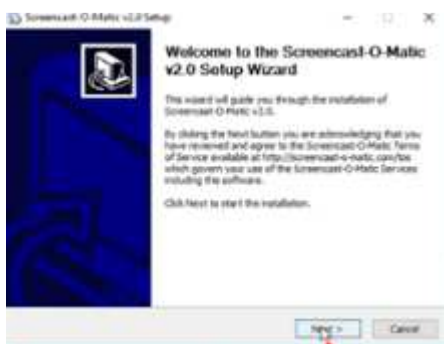 Screencast-O-Matic v2.0 Setup
Welcome to the Screencast-O-Matic
v2.0 Setup Wizard
This wizard will guide you through the installation of
Screencast-O-Matic v2.0.
By clicking the Next button you are acknowledging that you
have reviewed and agree to the Screencast-O-Matic Terms
of Service available at http://screencast-o-matic.com/tos
which govern your use of the Screencast-O-Matic Services
including this software.
Click Next to start the installation.
Next >
Cancel